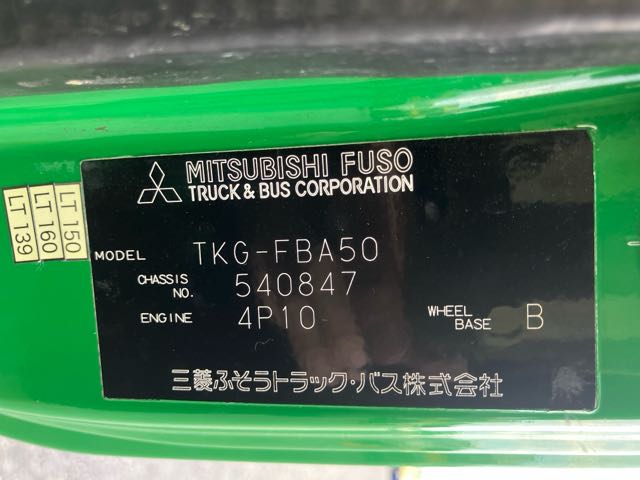 MITSUBISHI FUSO
TRUCK & BUS CORPORATION
LT 139
LT 160
LT 150
MODEL TKG-FBA50
CHASSIS NO. 540847
ENGINE 4P10 WHEEL BASE B
三菱ふそうトラック・バス株式会社